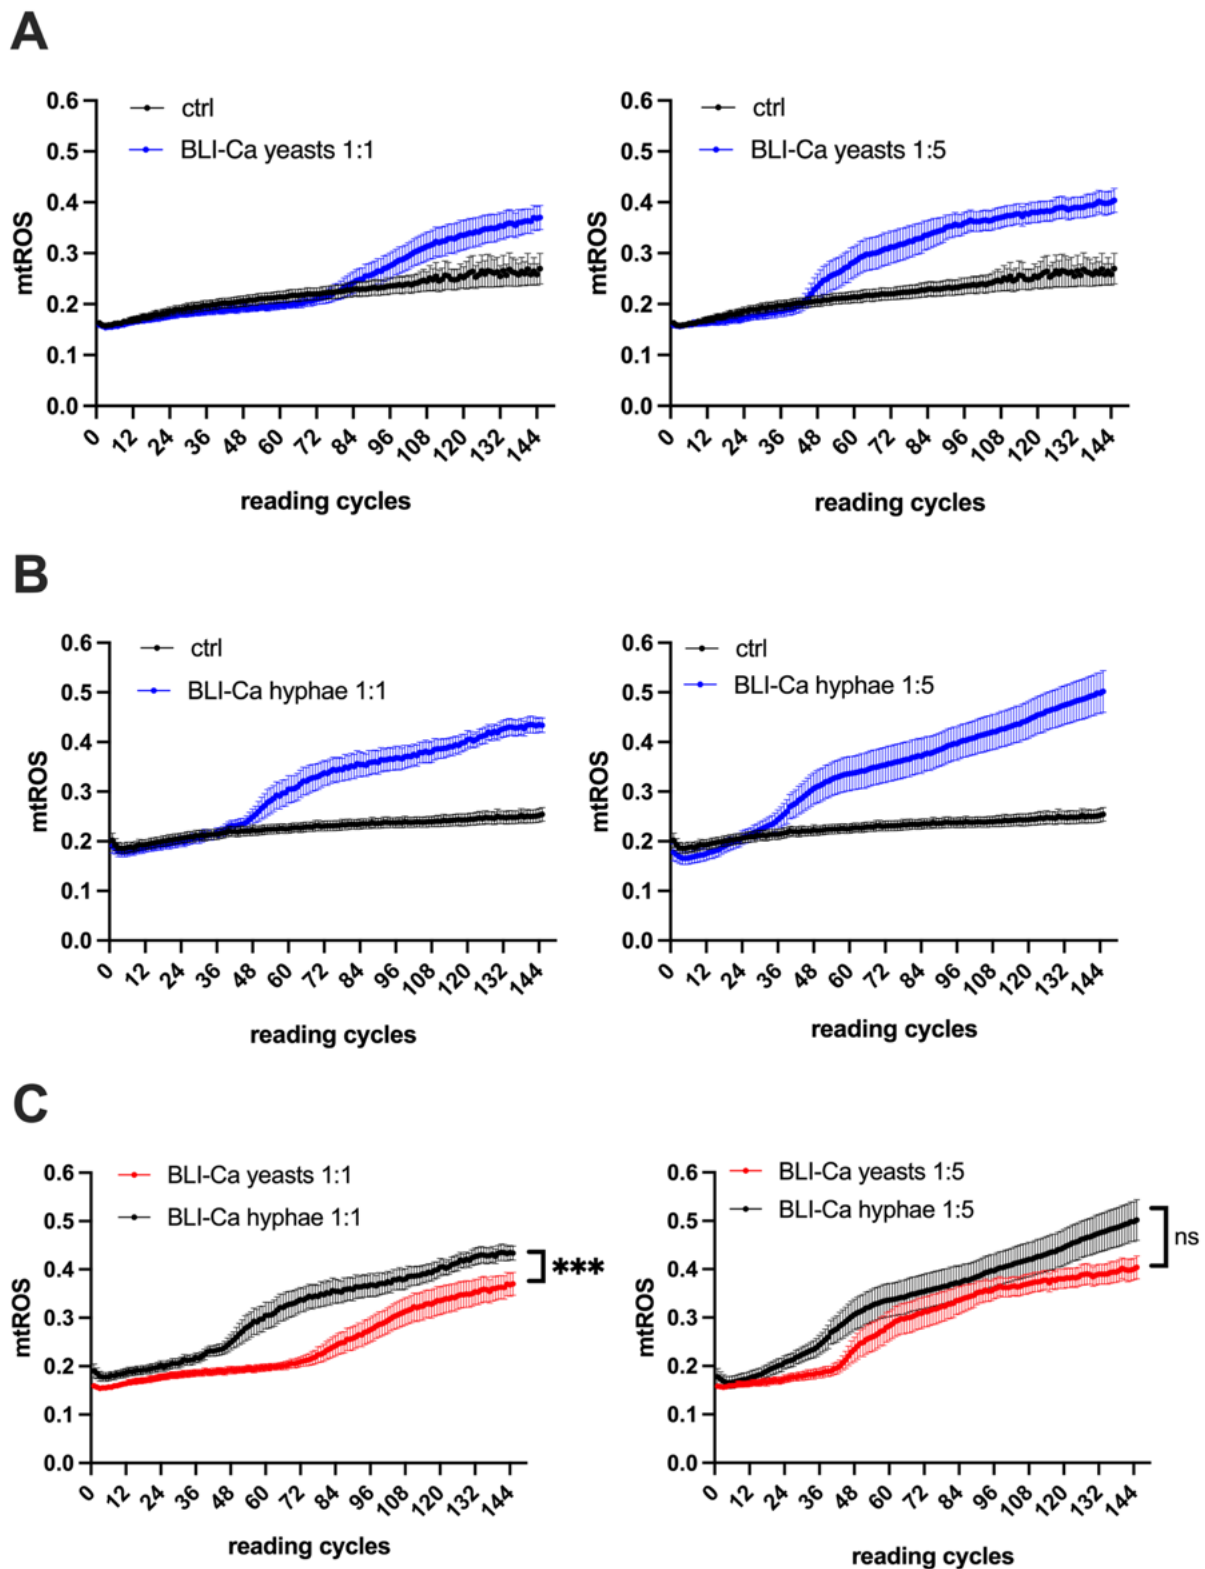 A
ctrl
BLI-Ca yeasts 1:1
mtROS
0.6
0.5
0.4
0.3
0.2
0.1
0.0
0 12 24 36 48 60 72 84 96 108 120 132 144
reading cycles
ctrl
BLI-Ca yeasts 1:5
mtROS
0.6
0.5
0.4
0.3
0.2
0.1
0.0
0 12 24 36 48 60 72 84 96 108 120 132 144
reading cycles
B
ctrl
BLI-Ca hyphae 1:1
mtROS
0.6
0.5
0.4
0.3
0.2
0.1
0.0
0 12 24 36 48 60 72 84 96 108 120 132 144
reading cycles
ctrl
BLI-Ca hyphae 1:5
mtROS
0.6
0.5
0.4
0.3
0.2
0.1
0.0
0 12 24 36 48 60 72 84 96 108 120 132 144
reading cycles
C
BLI-Ca yeasts 1:1
BLI-Ca hyphae 1:1
mtROS
0.6
0.5
0.4
0.3
0.2
0.1
0.0
***
0 12 24 36 48 60 72 84 96 108 120 132 144
reading cycles
BLI-Ca yeasts 1:5
BLI-Ca hyphae 1:5
mtROS
0.6
0.5
0.4
0.3
0.2
0.1
0.0
ns
0 12 24 36 48 60 72 84 96 108 120 132 144
reading cycles